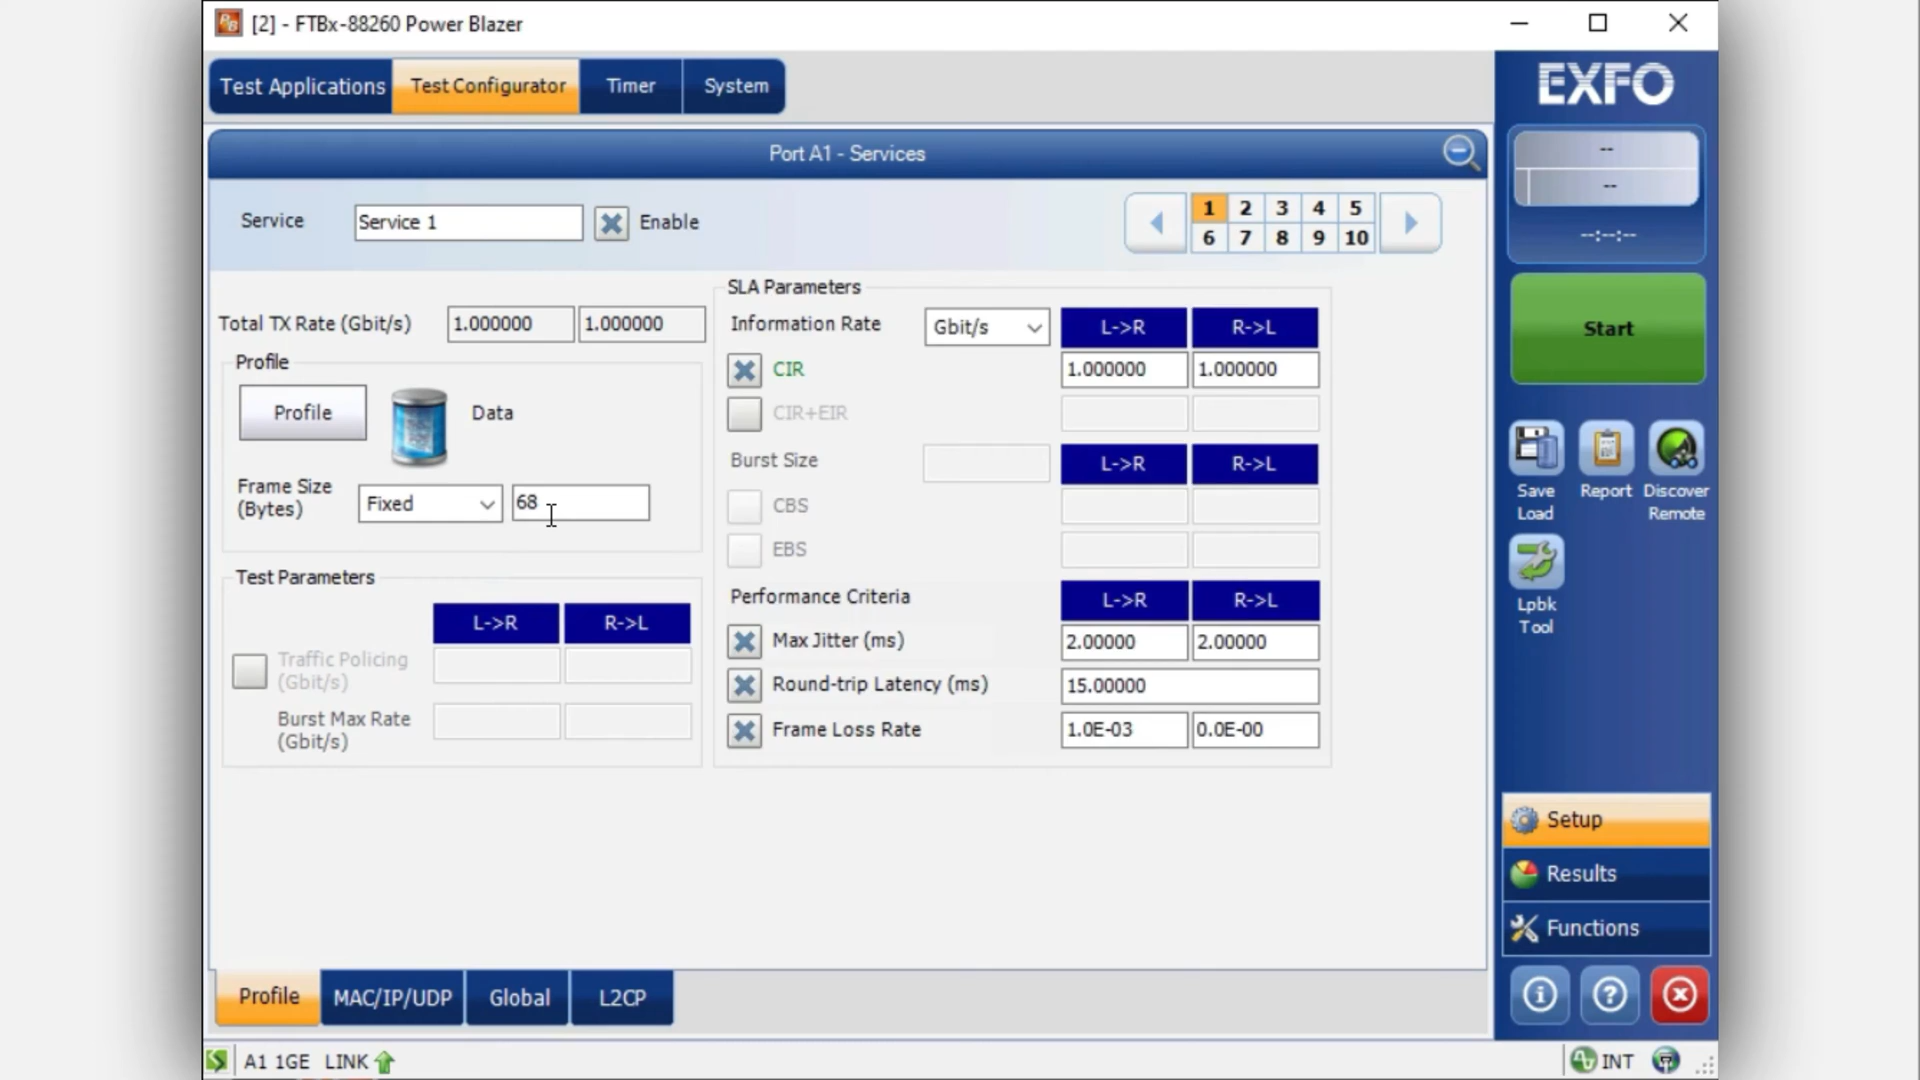 [2] - FTBx-88260 Power Blazer
Test Applications
Test Configurator
Timer
System
EXFO
Port A1 - Services
--
--
--:--:--
Service
Service 1
Enable
1 2 3 4 5
6 7 8 9 10
Total TX Rate (Gbit/s)
1.000000
1.000000
Profile
Profile
Data
Frame Size
(Bytes)
Fixed
68
Test Parameters
L->R
R->L
Traffic Policing
(Gbit/s)
Burst Max Rate
(Gbit/s)
SLA Parameters
Information Rate
Gbit/s
L->R
R->L
CIR
1.000000
1.000000
CIR+EIR
Burst Size
L->R
R->L
CBS
EBS
Performance Criteria
L->R
R->L
Max Jitter (ms)
2.00000
2.00000
Round-trip Latency (ms)
15.00000
Frame Loss Rate
1.0E-03
0.0E-00
Start
Save
Load
Report
Discover
Remote
Lpbk
Tool
Setup
Results
Functions
Profile
MAC/IP/UDP
Global
L2CP
A1 1GE LINK
INT